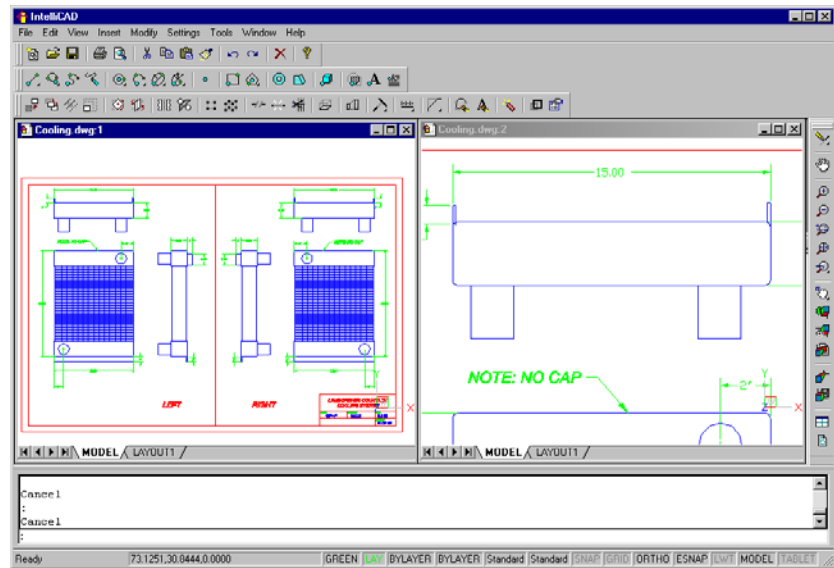 IntelliCAD
File Edit View Insert Modify Settings Tools Window Help
Cooling.dwg:1
Cooling.dwg:2
15.00
NOTE: NO CAP
2"
Y
X
Z
LEFT
RIGHT
X
MODEL LAYOUT1
MODEL LAYOUT1
Cancel
:
Cancel
:
Ready 73.1251,30.8444,0.0000 GREEN LAY BYLAYER BYLAYER Standard Standard SNAP GRID ORTHO ESNAP LWT MODEL TABLET